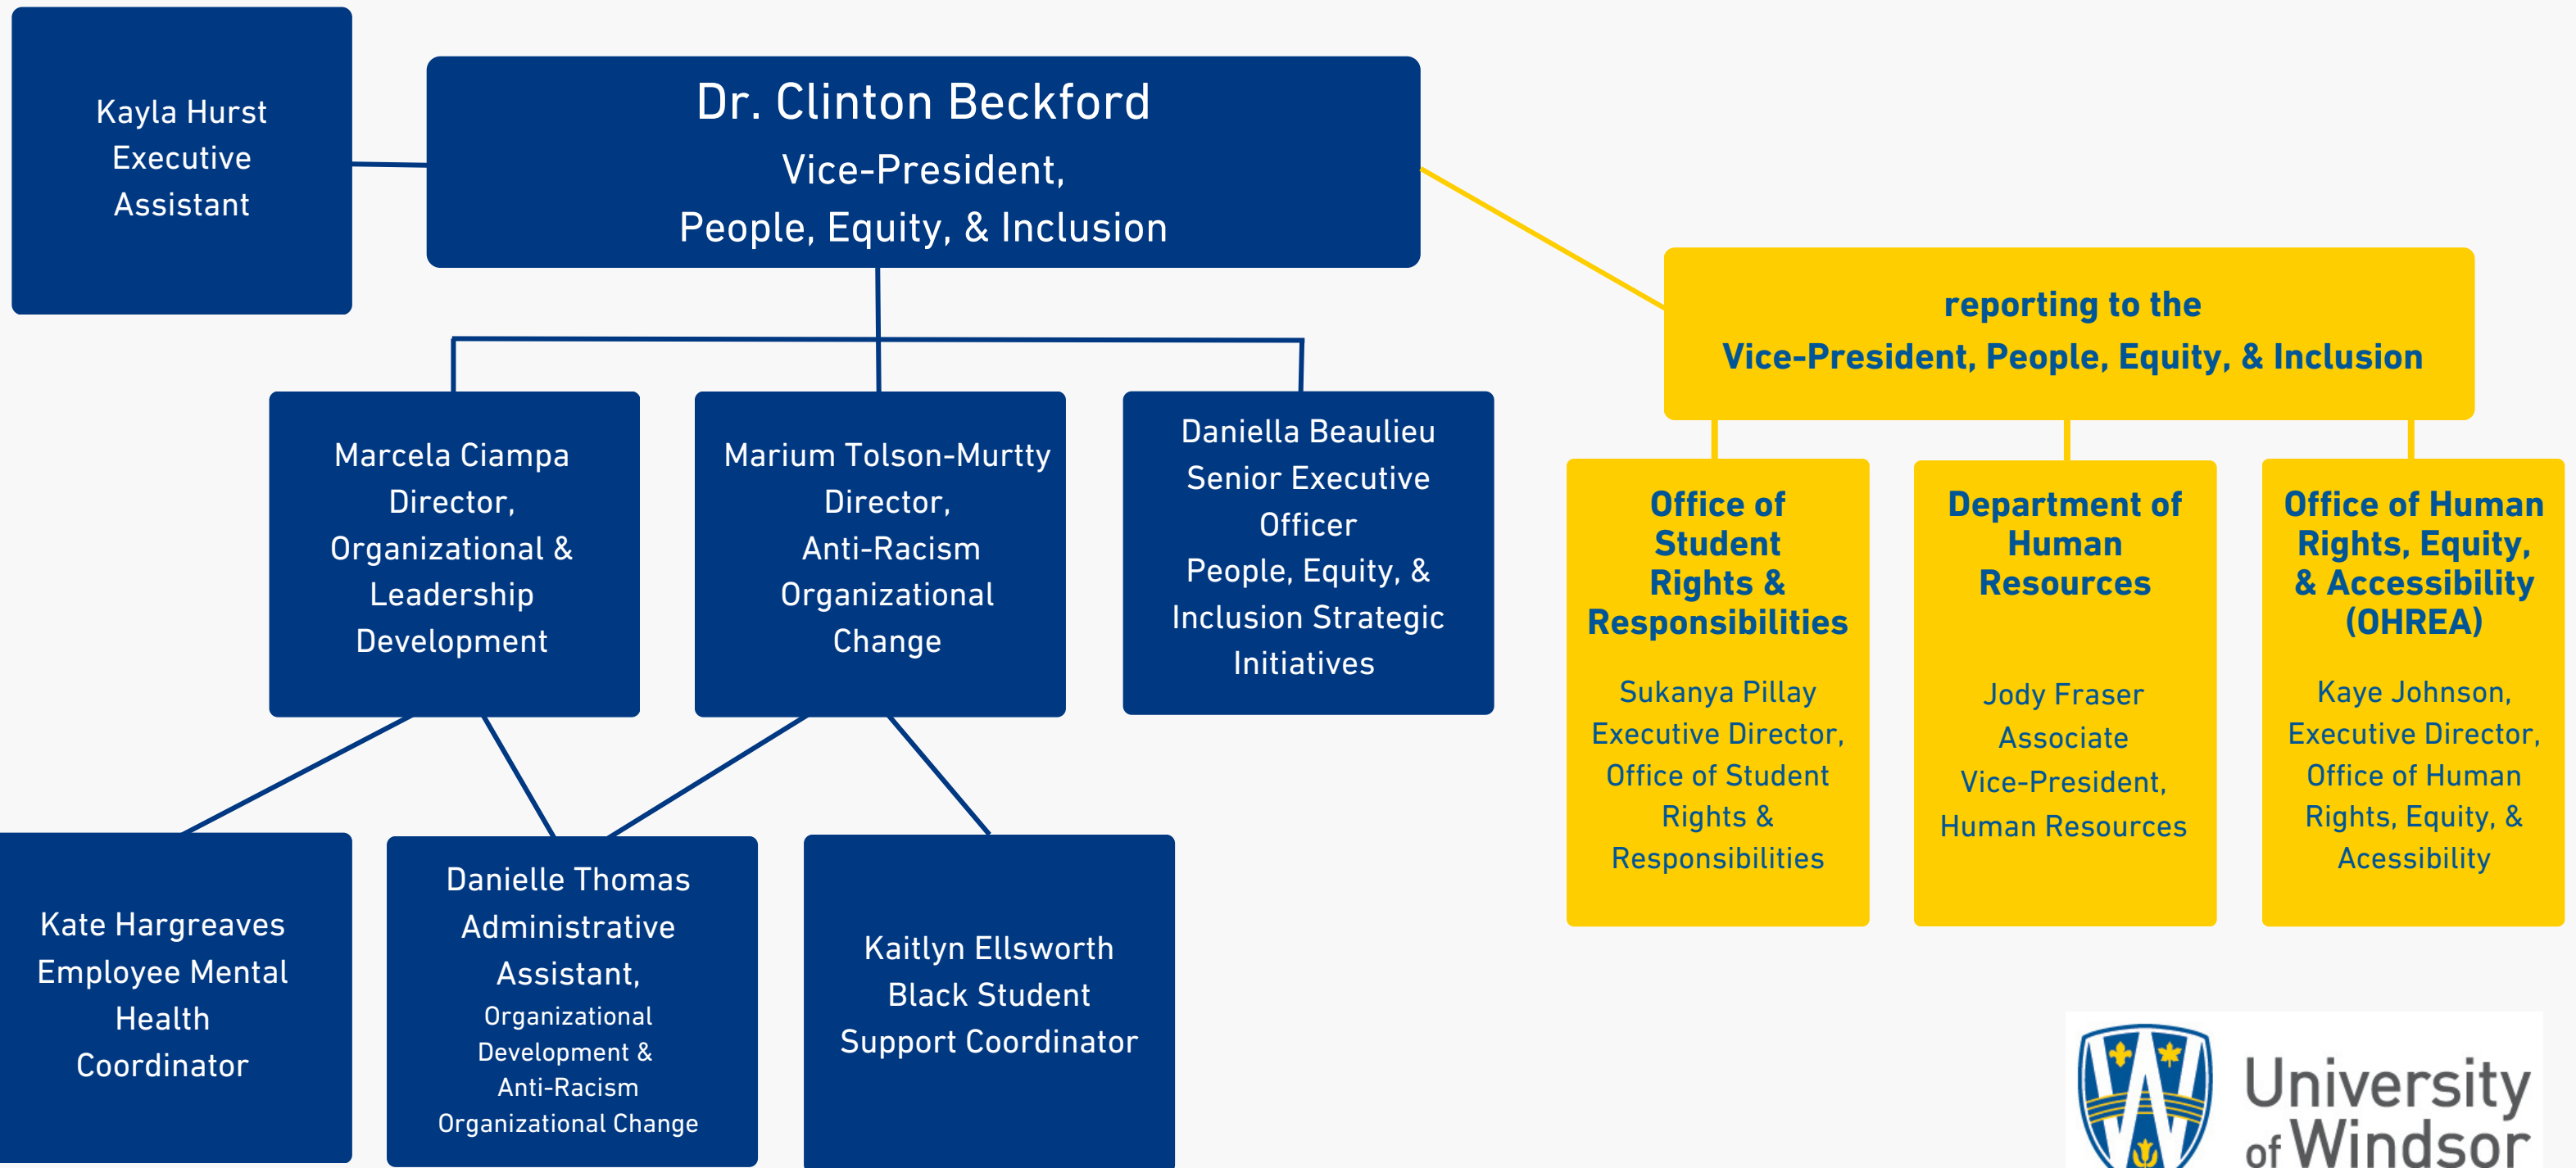 Kayla Hurst
Executive
Assistant
Dr. Clinton Beckford
Vice-President,
People, Equity, & Inclusion
reporting to the
Vice-President, People, Equity, & Inclusion
Marcela Ciampa
Director,
Organizational &
Leadership
Development
Marium Tolson-Murtty
Director,
Anti-Racism
Organizational
Change
Daniella Beaulieu
Senior Executive
Officer
People, Equity, &
Inclusion Strategic
Initiatives
Office of
Student
Rights &
Responsibilities
Sukanya Pillay
Executive Director,
Office of Student
Rights &
Responsibilities
Department of
Human
Resources
Jody Fraser
Associate
Vice-President,
Human Resources
Office of Human
Rights, Equity,
& Accessibility
(OHREA)
Kaye Johnson,
Executive Director,
Office of Human
Rights, Equity, &
Acessibility
Kate Hargreaves
Employee Mental
Health
Coordinator
Danielle Thomas
Administrative
Assistant,
Organizational
Development &
Anti-Racism
Organizational Change
Kaitlyn Ellsworth
Black Student
Support Coordinator
University
of Windsor